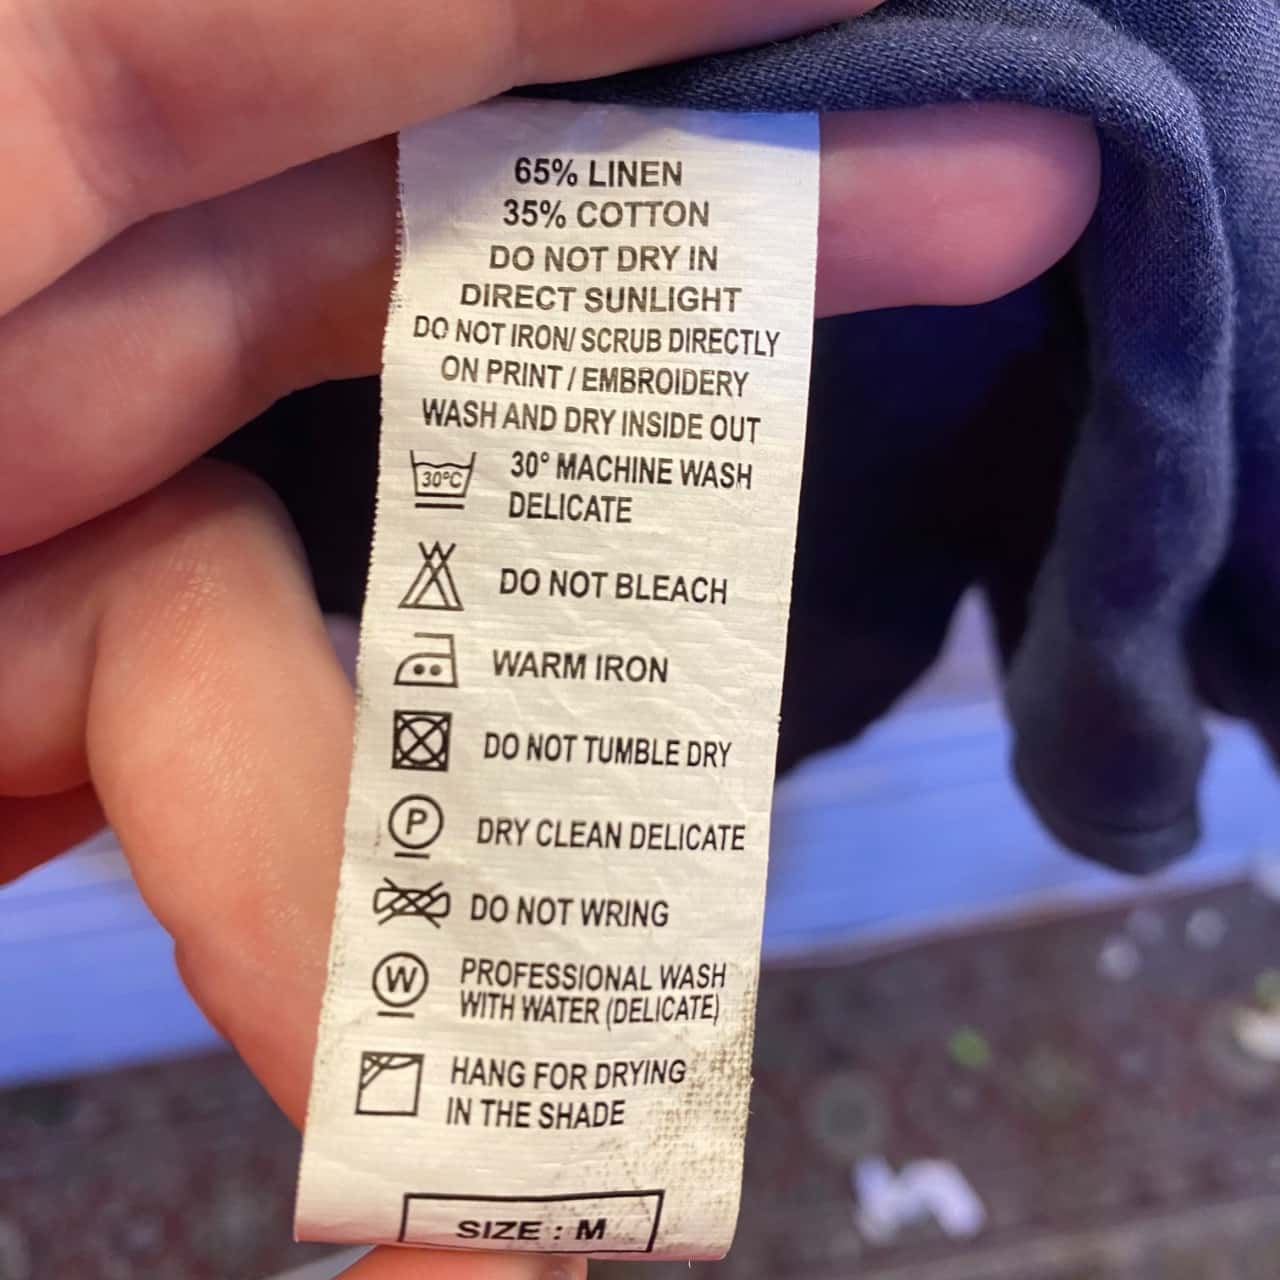 65% LINEN
35% COTTON
DO NOT DRY IN
DIRECT SUNLIGHT
DO NOT IRON/ SCRUB DIRECTLY
ON PRINT / EMBROIDERY
WASH AND DRY INSIDE OUT
30°C 30° MACHINE WASH
DELICATE
DO NOT BLEACH
WARM IRON
DO NOT TUMBLE DRY
P DRY CLEAN DELICATE
DO NOT WRING
W PROFESSIONAL WASH
WITH WATER (DELICATE)
HANG FOR DRYING
IN THE SHADE
SIZE : M